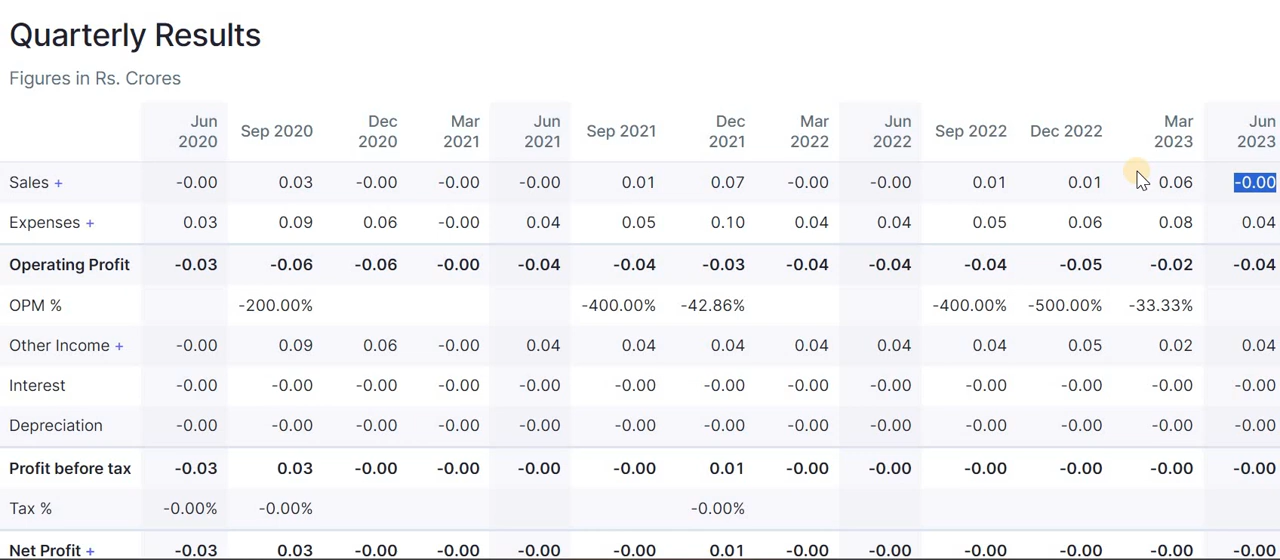 Quarterly Results
Figures in Rs. Crores
Jun 2020 Sep 2020 Dec 2020 Mar 2021 Jun 2021 Sep 2021 Dec 2021 Mar 2022 Jun 2022 Sep 2022 Dec 2022 Mar 2023 Jun 2023
Sales + -0.00 0.03 -0.00 -0.00 -0.00 0.01 0.07 -0.00 -0.00 0.01 0.01 0.06 -0.00
Expenses + 0.03 0.09 0.06 -0.00 0.04 0.05 0.10 0.04 0.04 0.05 0.06 0.08 0.04
Operating Profit -0.03 -0.06 -0.06 -0.00 -0.04 -0.04 -0.03 -0.04 -0.04 -0.04 -0.05 -0.02 -0.04
OPM % -200.00% -400.00% -42.86% -400.00% -500.00% -33.33%
Other Income + -0.00 0.09 0.06 -0.00 0.04 0.04 0.04 0.04 0.04 0.04 0.05 0.02 0.04
Interest -0.00 -0.00 -0.00 -0.00 -0.00 -0.00 -0.00 -0.00 -0.00 -0.00 -0.00 -0.00 -0.00
Depreciation -0.00 -0.00 -0.00 -0.00 -0.00 -0.00 -0.00 -0.00 -0.00 -0.00 -0.00 -0.00 -0.00
Profit before tax -0.03 0.03 -0.00 -0.00 -0.00 -0.00 0.01 -0.00 -0.00 -0.00 -0.00 -0.00 -0.00
Tax % -0.00% -0.00% -0.00%
Net Profit + -0.03 0.03 -0.00 -0.00 -0.00 -0.00 0.01 -0.00 -0.00 -0.00 -0.00 -0.00 -0.00